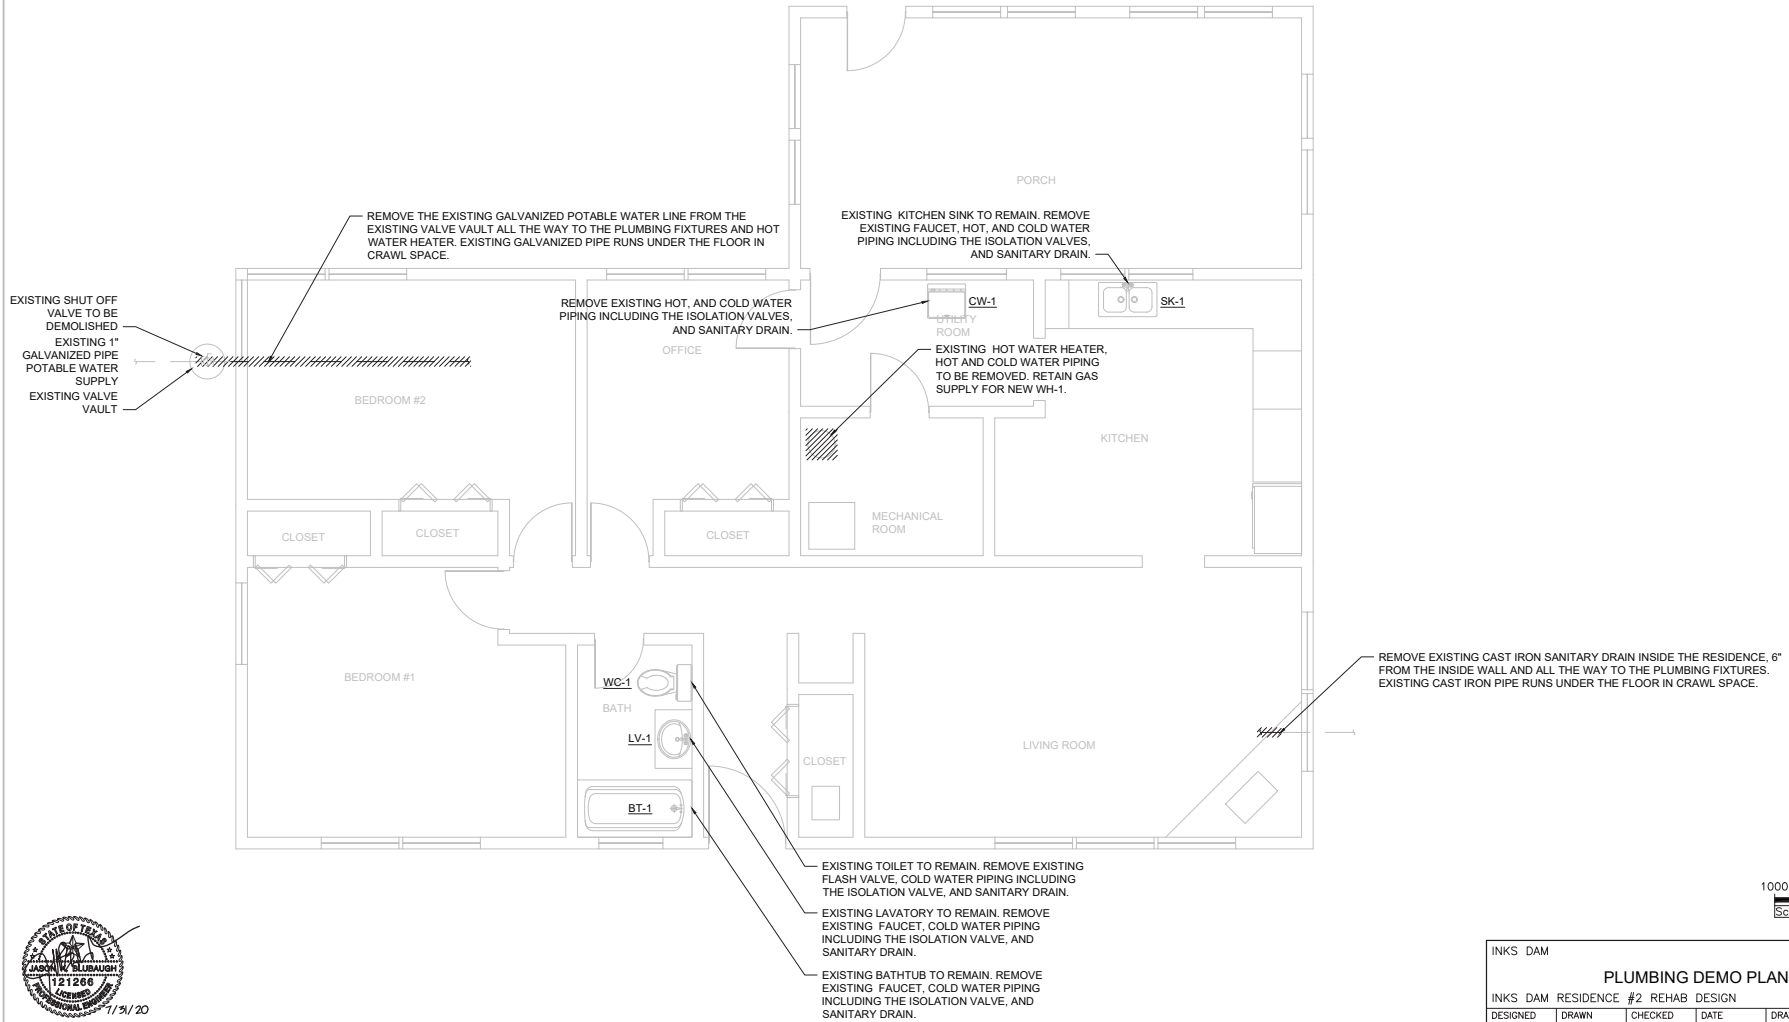 PORCH
REMOVE THE EXISTING GALVANIZED POTABLE WATER LINE FROM THE
EXISTING VALVE VAULT ALL THE WAY TO THE PLUMBING FIXTURES AND HOT
WATER HEATER. EXISTING GALVANIZED PIPE RUNS UNDER THE FLOOR IN
CRAWL SPACE.
EXISTING KITCHEN SINK TO REMAIN. REMOVE
EXISTING FAUCET, HOT, AND COLD WATER
PIPING INCLUDING THE ISOLATION VALVES,
AND SANITARY DRAIN.
EXISTING SHUT OFF
VALVE TO BE
DEMOLISHED
EXISTING 1"
GALVANIZED PIPE
POTABLE WATER
SUPPLY
EXISTING VALVE
VAULT
REMOVE EXISTING HOT, AND COLD WATER
PIPING INCLUDING THE ISOLATION VALVES,
AND SANITARY DRAIN.
CW-1
SK-1
UTILITY
ROOM
OFFICE
EXISTING HOT WATER HEATER,
HOT AND COLD WATER PIPING
TO BE REMOVED. RETAIN GAS
SUPPLY FOR NEW WH-1.
BEDROOM #2
KITCHEN
MECHANICAL
ROOM
CLOSET
CLOSET
CLOSET
BEDROOM #1
WC-1
BATH
LV-1
BT-1
CLOSET
LIVING ROOM
REMOVE EXISTING CAST IRON SANITARY DRAIN INSIDE THE RESIDENCE, 6"
FROM THE INSIDE WALL AND ALL THE WAY TO THE PLUMBING FIXTURES.
EXISTING CAST IRON PIPE RUNS UNDER THE FLOOR IN CRAWL SPACE.
EXISTING TOILET TO REMAIN. REMOVE EXISTING
FLASH VALVE, COLD WATER PIPING INCLUDING
THE ISOLATION VALVE, AND SANITARY DRAIN.
EXISTING LAVATORY TO REMAIN. REMOVE
EXISTING FAUCET, COLD WATER PIPING
INCLUDING THE ISOLATION VALVE, AND
SANITARY DRAIN.
EXISTING BATHTUB TO REMAIN. REMOVE
EXISTING FAUCET, COLD WATER PIPING
INCLUDING THE ISOLATION VALVE, AND
SANITARY DRAIN.
STATE OF TEXAS
JASON SLUBAUGH
121266
LICENSED
PROFESSIONAL ENGINEER
7/31/20
1000
Sc
INKS DAM
PLUMBING DEMO PLAN
INKS DAM RESIDENCE #2 REHAB DESIGN
DESIGNED DRAWN CHECKED DATE DRA